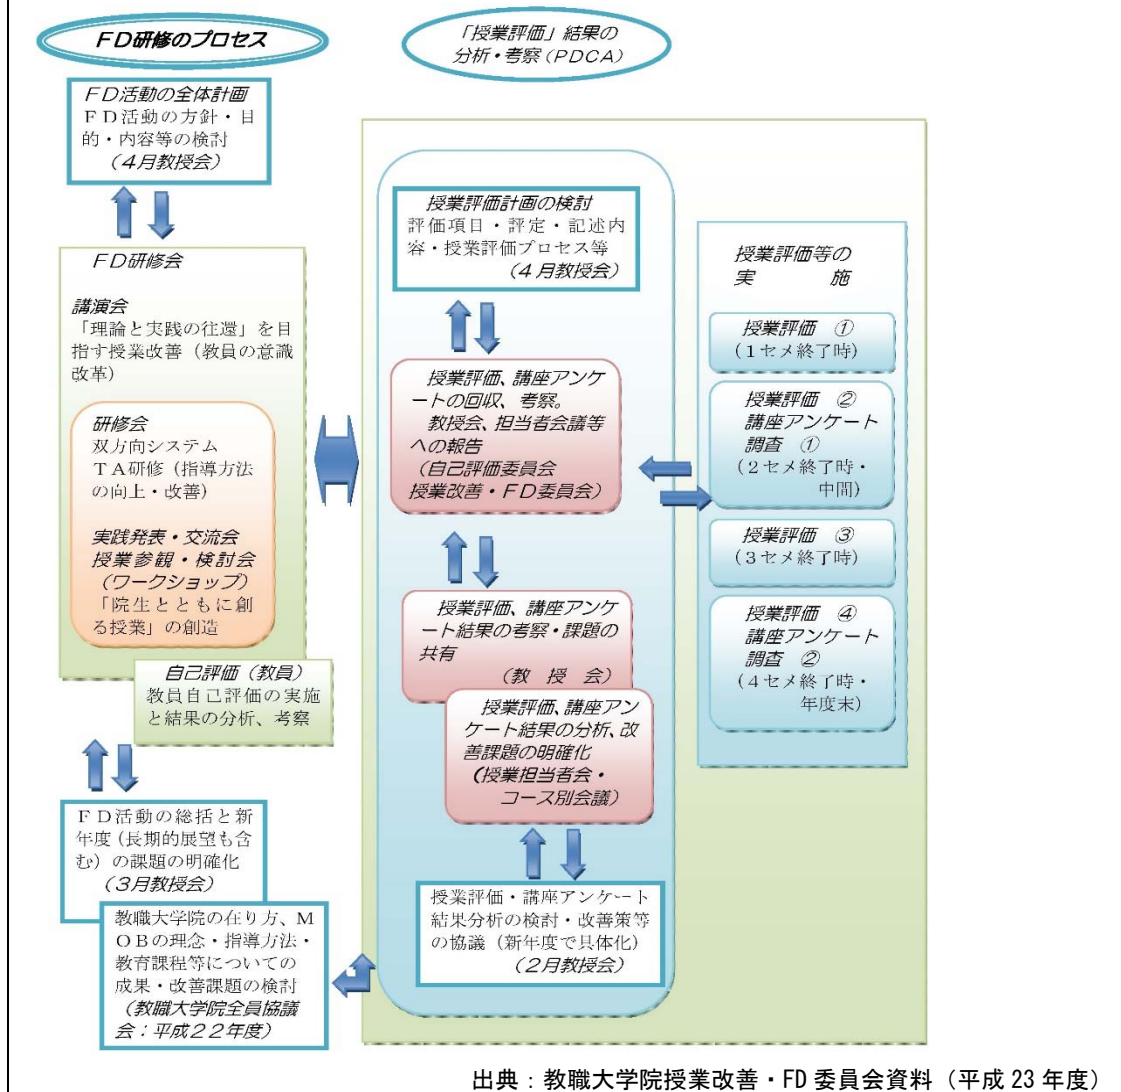 ＦＤ研修のプロセス
「授業評価」結果の
分析・考察(PDCA)
ＦＤ活動の全体計画
ＦＤ活動の方針・目
的・内容等の検討
（４月教授会）
ＦＤ研修会
講演会
「理論と実践の往還」を目
指す授業改善（教員の意識
改革）
研修会
双方向システム
ＴＡ研修（指導方法
の向上・改善）
実践発表・交流会
授業参観・検討会
（ワークショップ）
「院生とともに創
る授業」の創造
自己評価（教員）
教員自己評価の実施
と結果の分析、考察
ＦＤ活動の総括と新
年度（長期的展望も含
む）の課題の明確化
（３月教授会）
教職大学院の在り方、Ｍ
ＯＢの理念・指導方法・
教育課程等についての
成果・改善課題の検討
（教職大学院全員協議
会：平成２２年度）
授業評価計画の検討
評価項目・評定・記述内
容・授業評価プロセス等
（４月教授会）
授業評価、講座アンケ
ートの回収、考察。
教授会、担当者会議等
への報告
（自己評価委員会
授業改善・ＦＤ委員会）
授業評価、講座アンケ
ート結果の考察・課題の
共有
（教　授　会）
授業評価、講座アン
ケート結果の分析、改
善課題の明確化
（授業担当者会・
コース別会議）
授業評価・講座アンケート
結果分析の検討・改善策等
の協議（新年度で具体化）
（２月教授会）
授業評価等の
実　　　　施
授業評価　①
（１セメ終了時）
授業評価　②
講座アンケート
調査　①
（２セメ終了時・
中間）
授業評価　③
（３セメ終了時）
授業評価　④
講座アンケート
調査　②
（４セメ終了時・
年度末）
出典：教職大学院授業改善・FD 委員会資料（平成 23 年度）